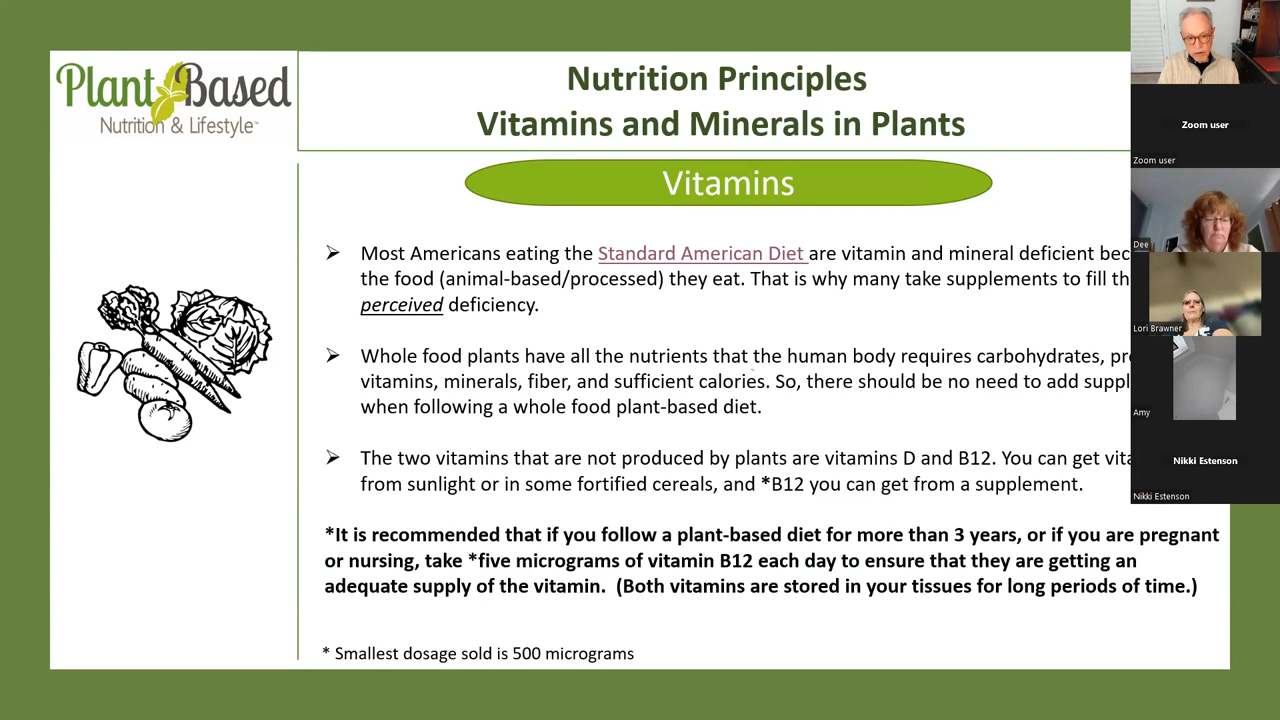 Plant Based
Nutrition & Lifestyle™
Nutrition Principles
Vitamins and Minerals in Plants
Vitamins
Most Americans eating the Standard American Diet are vitamin and mineral deficient bec
the food (animal-based/processed) they eat. That is why many take supplements to fill th
perceived deficiency.
Whole food plants have all the nutrients that the human body requires carbohydrates, pr
vitamins, minerals, fiber, and sufficient calories. So, there should be no need to add suppl
when following a whole food plant-based diet.
The two vitamins that are not produced by plants are vitamins D and B12. You can get vita
from sunlight or in some fortified cereals, and *B12 you can get from a supplement.
*It is recommended that if you follow a plant-based diet for more than 3 years, or if you are pregnant
or nursing, take *five micrograms of vitamin B12 each day to ensure that they are getting an
adequate supply of the vitamin. (Both vitamins are stored in your tissues for long periods of time.)
* Smallest dosage sold is 500 micrograms
Zoom user
Zoom user
Dee
Lori Brawner
Amy
Nikki Estenson
Nikki Estenson